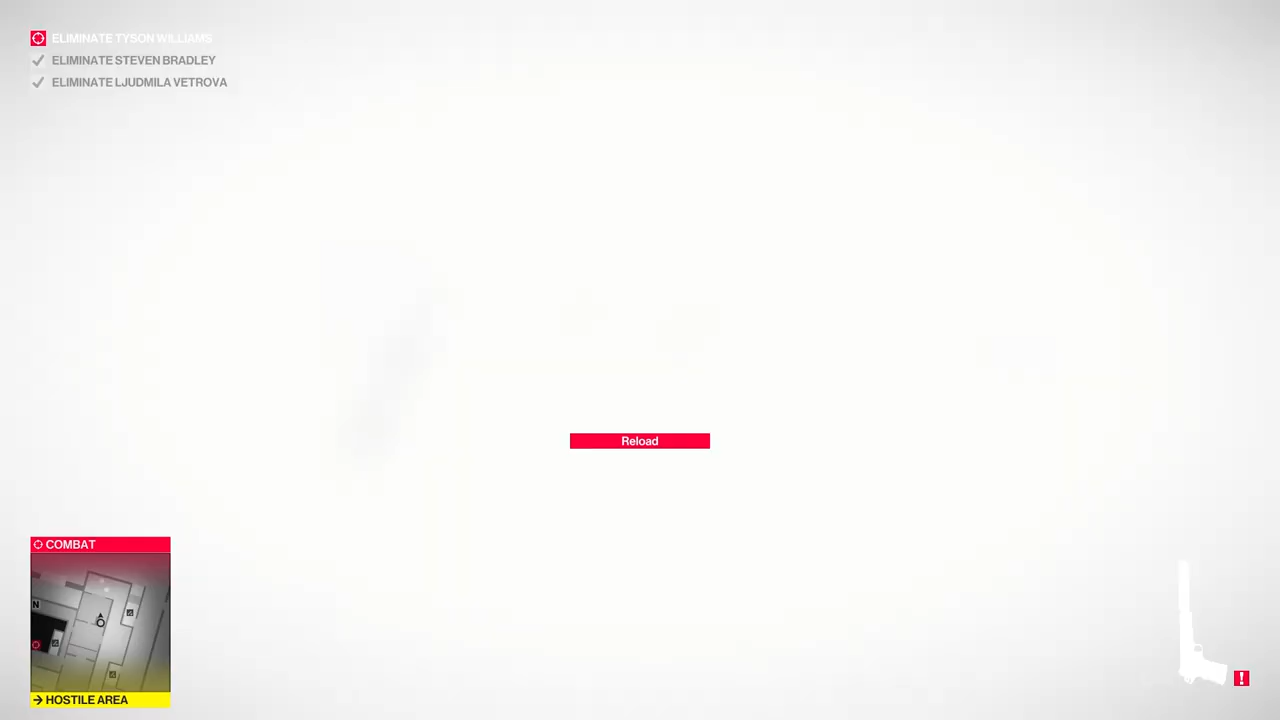 ELIMINATE TYSON WILLIAMS
ELIMINATE STEVEN BRADLEY
ELIMINATE LJUDMILA VETROVA
Reload
COMBAT
N
HOSTILE AREA